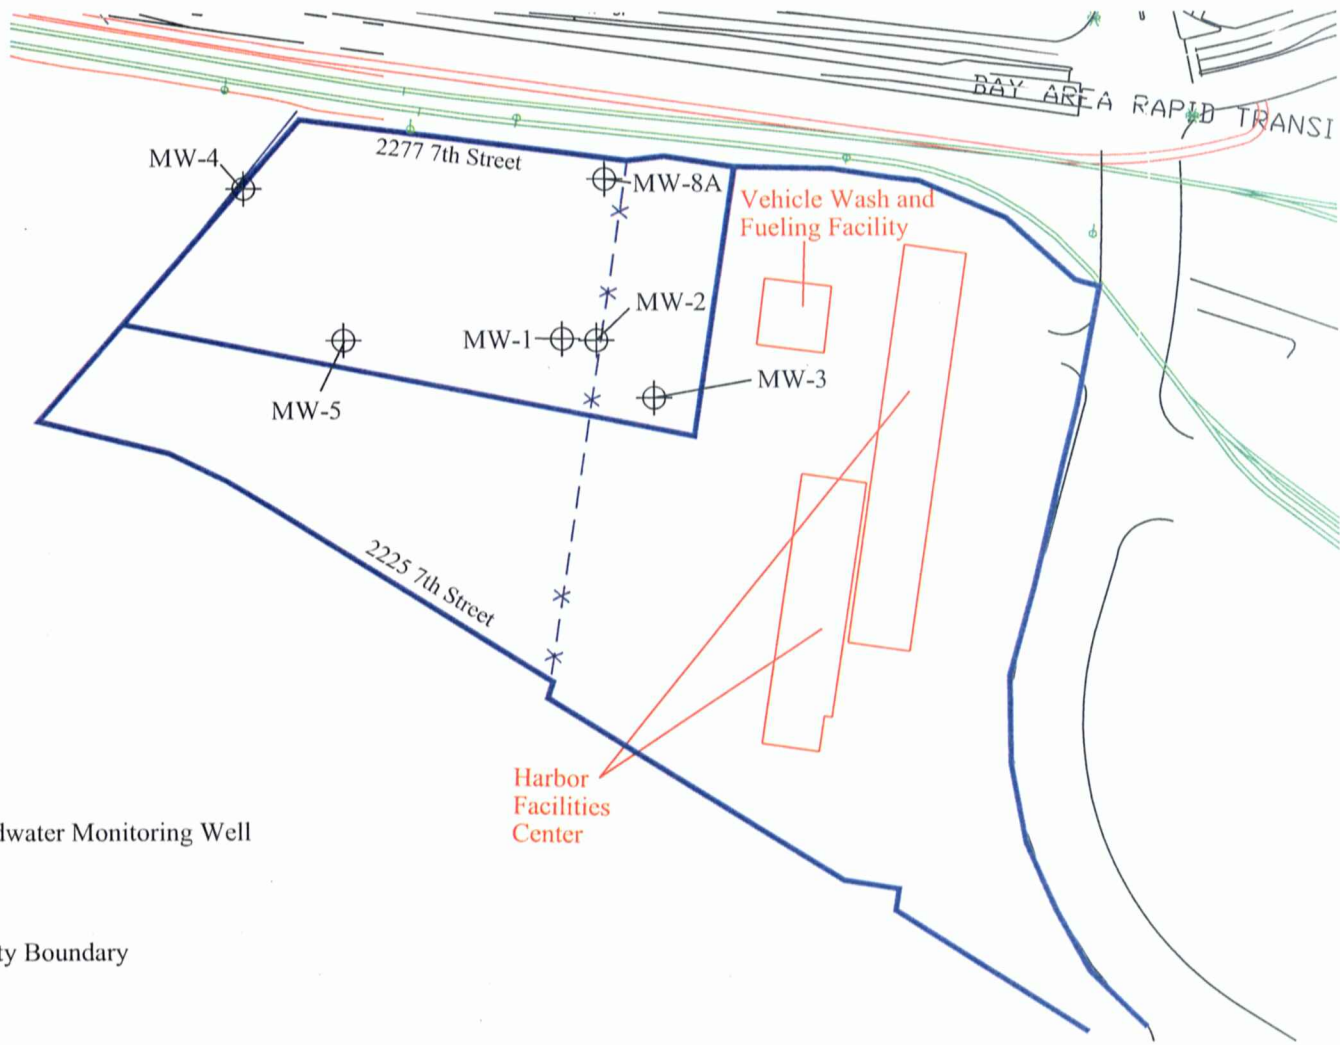 BAY AREA RAPID TRANSI
MW-4
2277 7th Street
MW-8A
Vehicle Wash and
Fueling Facility
MW-2
MW-1
MW-3
MW-5
2225 7th Street
Harbor
Facilities
Center
dwater Monitoring Well
ty Boundary